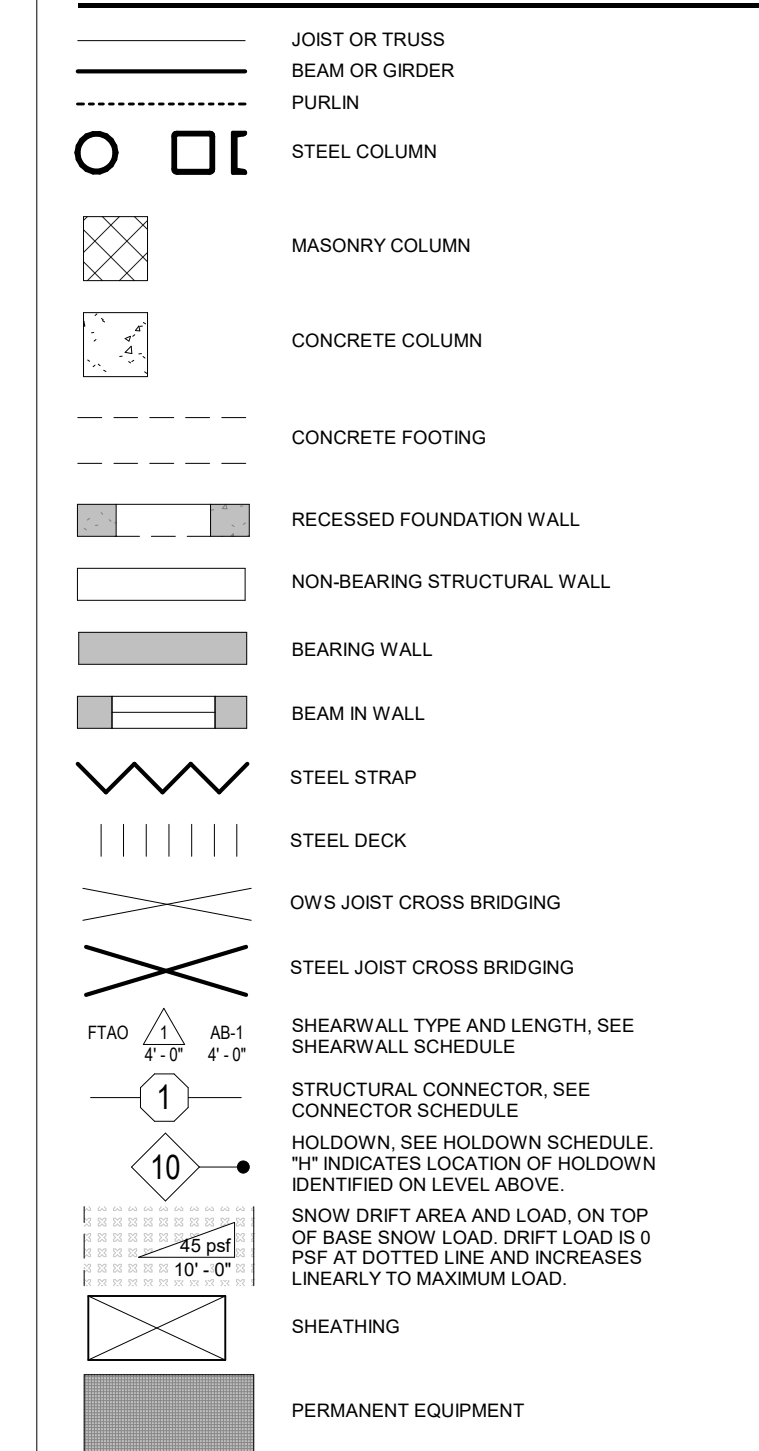 JOIST OR TRUSS
BEAM OR GIRDER
PURLIN
STEEL COLUMN
MASONRY COLUMN
CONCRETE COLUMN
CONCRETE FOOTING
RECESSED FOUNDATION WALL
NON-BEARING STRUCTURAL WALL
BEARING WALL
BEAM IN WALL
STEEL STRAP
STEEL DECK
OWS JOIST CROSS BRIDGING
STEEL JOIST CROSS BRIDGING
FTAO 1 AB-1
4' - 0" 4' - 0"
SHEARWALL TYPE AND LENGTH, SEE
SHEARWALL SCHEDULE
1
STRUCTURAL CONNECTOR, SEE
CONNECTOR SCHEDULE
10
HOLDOWN, SEE HOLDOWN SCHEDULE.
"H" INDICATES LOCATION OF HOLDOWN
IDENTIFIED ON LEVEL ABOVE.
45 psf
10' - 0"
SNOW DRIFT AREA AND LOAD, ON TOP
OF BASE SNOW LOAD. DRIFT LOAD IS 0
PSF AT DOTTED LINE AND INCREASES
LINEARLY TO MAXIMUM LOAD.
SHEATHING
PERMANENT EQUIPMENT